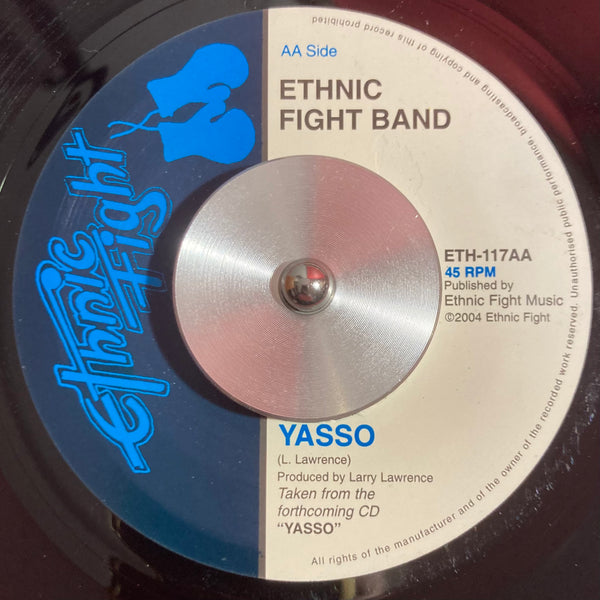 AA Side
ETHNIC
FIGHT BAND
Ethnic
Fight
ETH-117AA
45 RPM
Published by
Ethnic Fight Music
©2004 Ethnic Fight
YASSO
(L. Lawrence)
Produced by Larry Lawrence
Taken from the
forthcoming CD
“YASSO”
All rights of the manufacturer and of the owner of the recorded work reserved. Unauthorised public performance, broadcasting and copying of this record prohibited